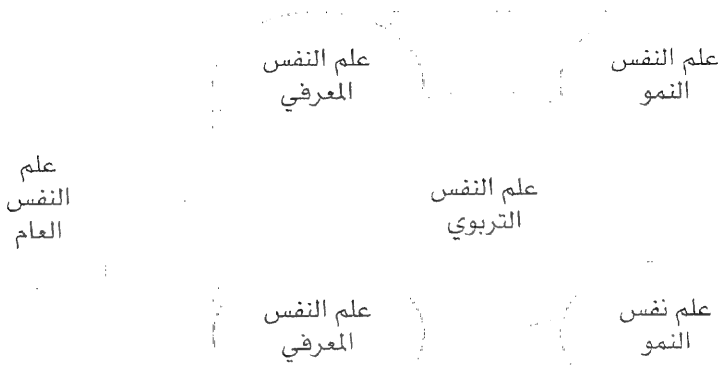 علم النفس
النمو
علم النفس
المعرفي
علم النفس
التربوي
علم
النفس
العام
علم نفس
النمو
علم النفس
المعرفي